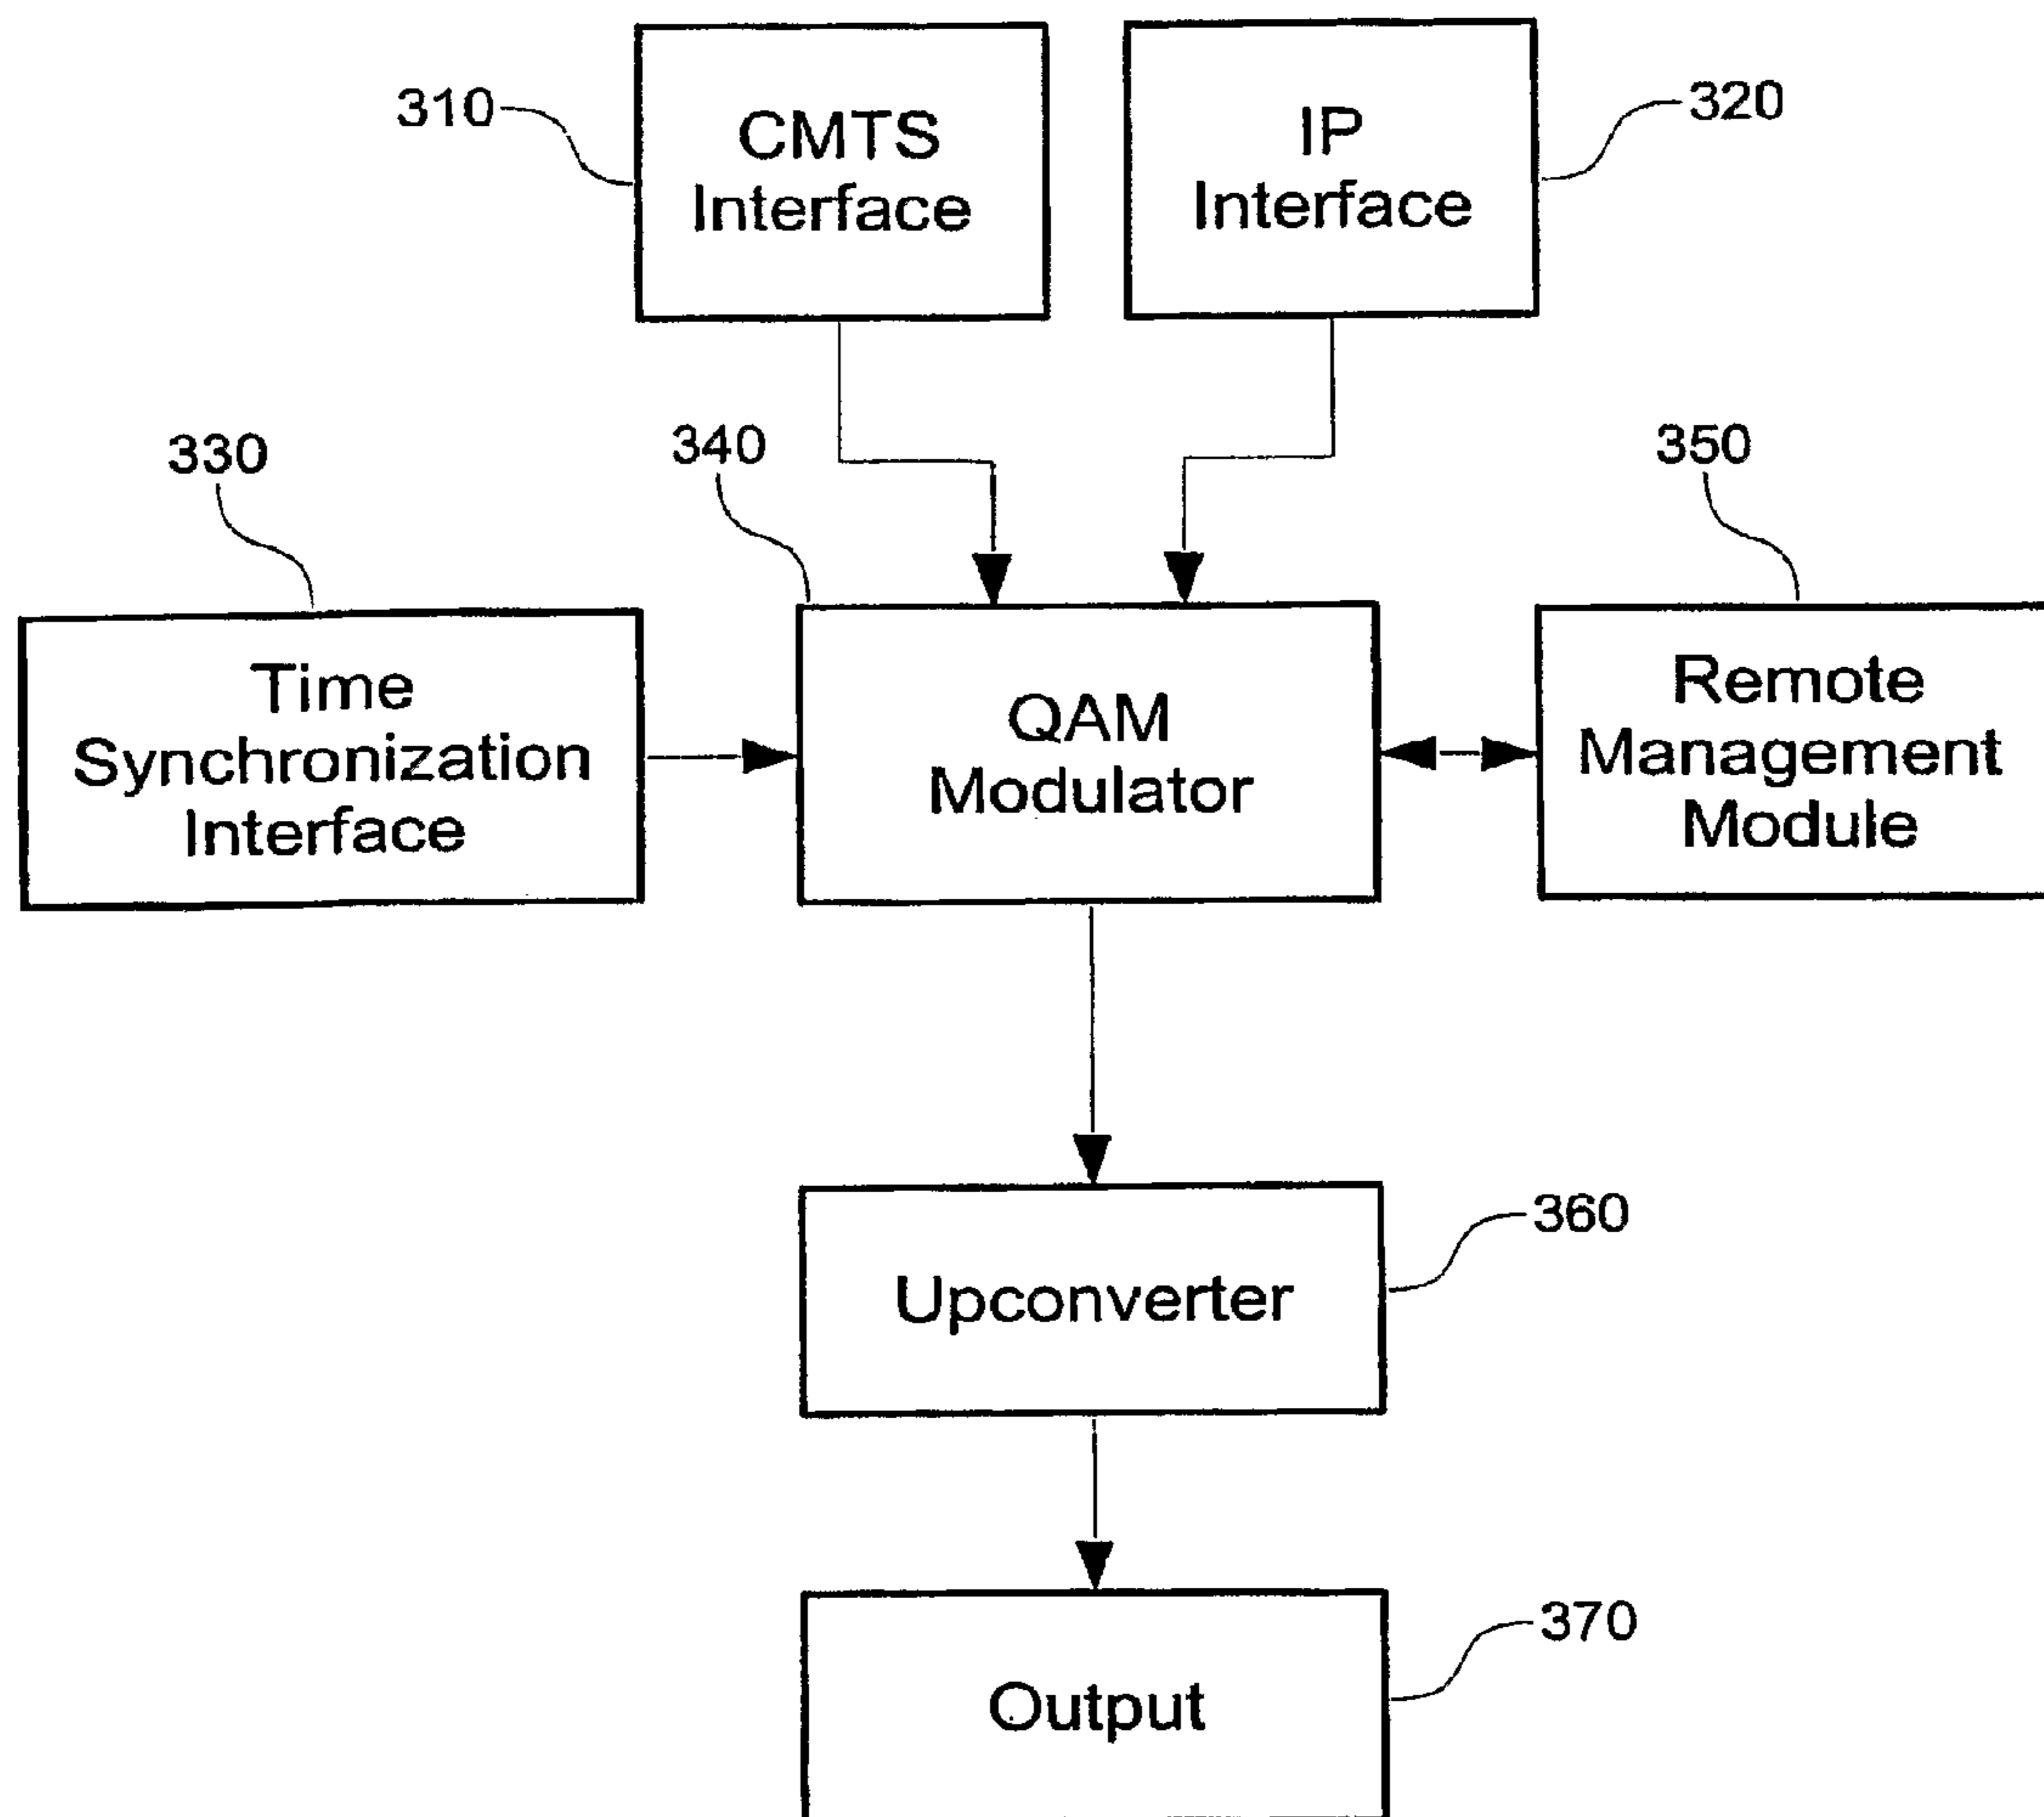 310
CMTS
Interface
IP
Interface
320
330
340
350
Time
Synchronization
Interface
QAM
Modulator
Remote
Management
Module
360
Upconverter
370
Output